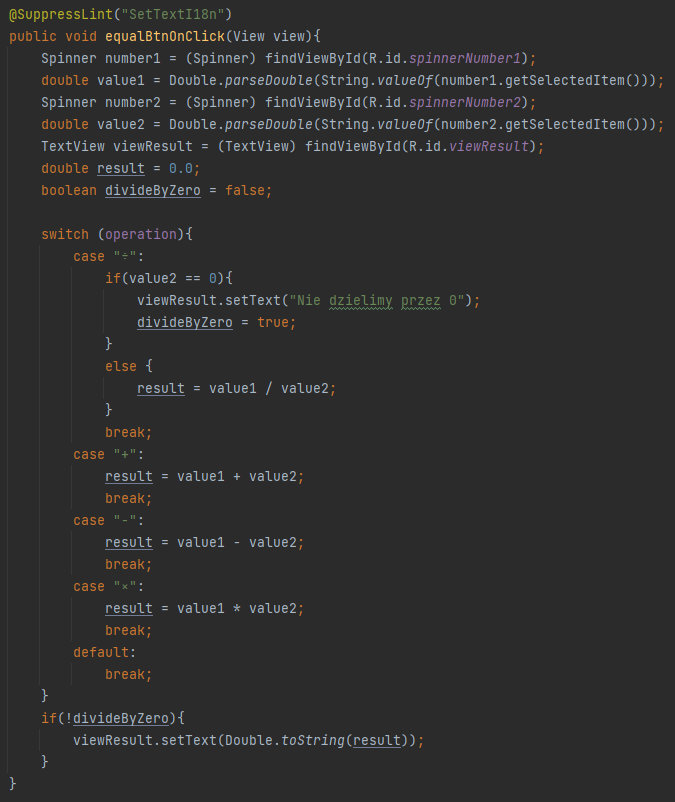 @SuppressLint("SetTextI18n")
public void equalBtnOnClick(View view){
    Spinner number1 = (Spinner) findViewById(R.id.spinnerNumber1);
    double value1 = Double.parseDouble(String.valueOf(number1.getSelectedItem()));
    Spinner number2 = (Spinner) findViewById(R.id.spinnerNumber2);
    double value2 = Double.parseDouble(String.valueOf(number2.getSelectedItem()));
    TextView viewResult = (TextView) findViewById(R.id.viewResult);
    double result = 0.0;
    boolean divideByZero = false;

    switch (operation){
        case "÷":
            if(value2 == 0){
                viewResult.setText("Nie dzielimy przez 0");
                divideByZero = true;
            }
            else {
                result = value1 / value2;
            }
            break;
        case "+":
            result = value1 + value2;
            break;
        case "-":
            result = value1 - value2;
            break;
        case "×":
            result = value1 * value2;
            break;
        default:
            break;
    }
    if(!divideByZero){
        viewResult.setText(Double.toString(result));
    }
}